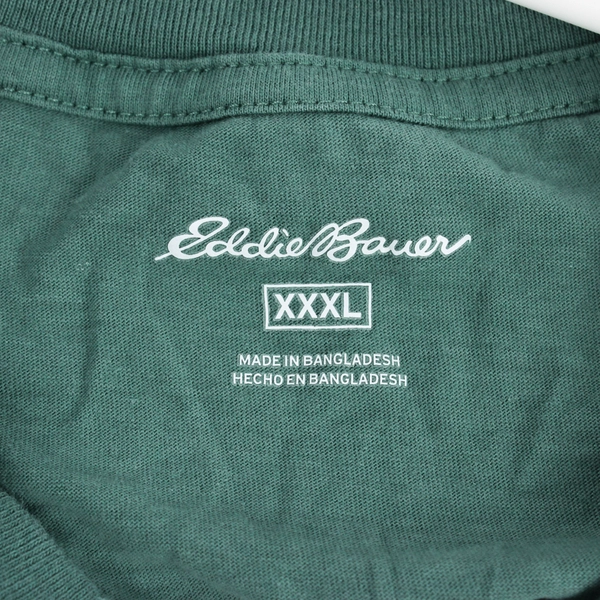 Eddie Bauer
XXXL
MADE IN BANGLADESH
HECHO EN BANGLADESH